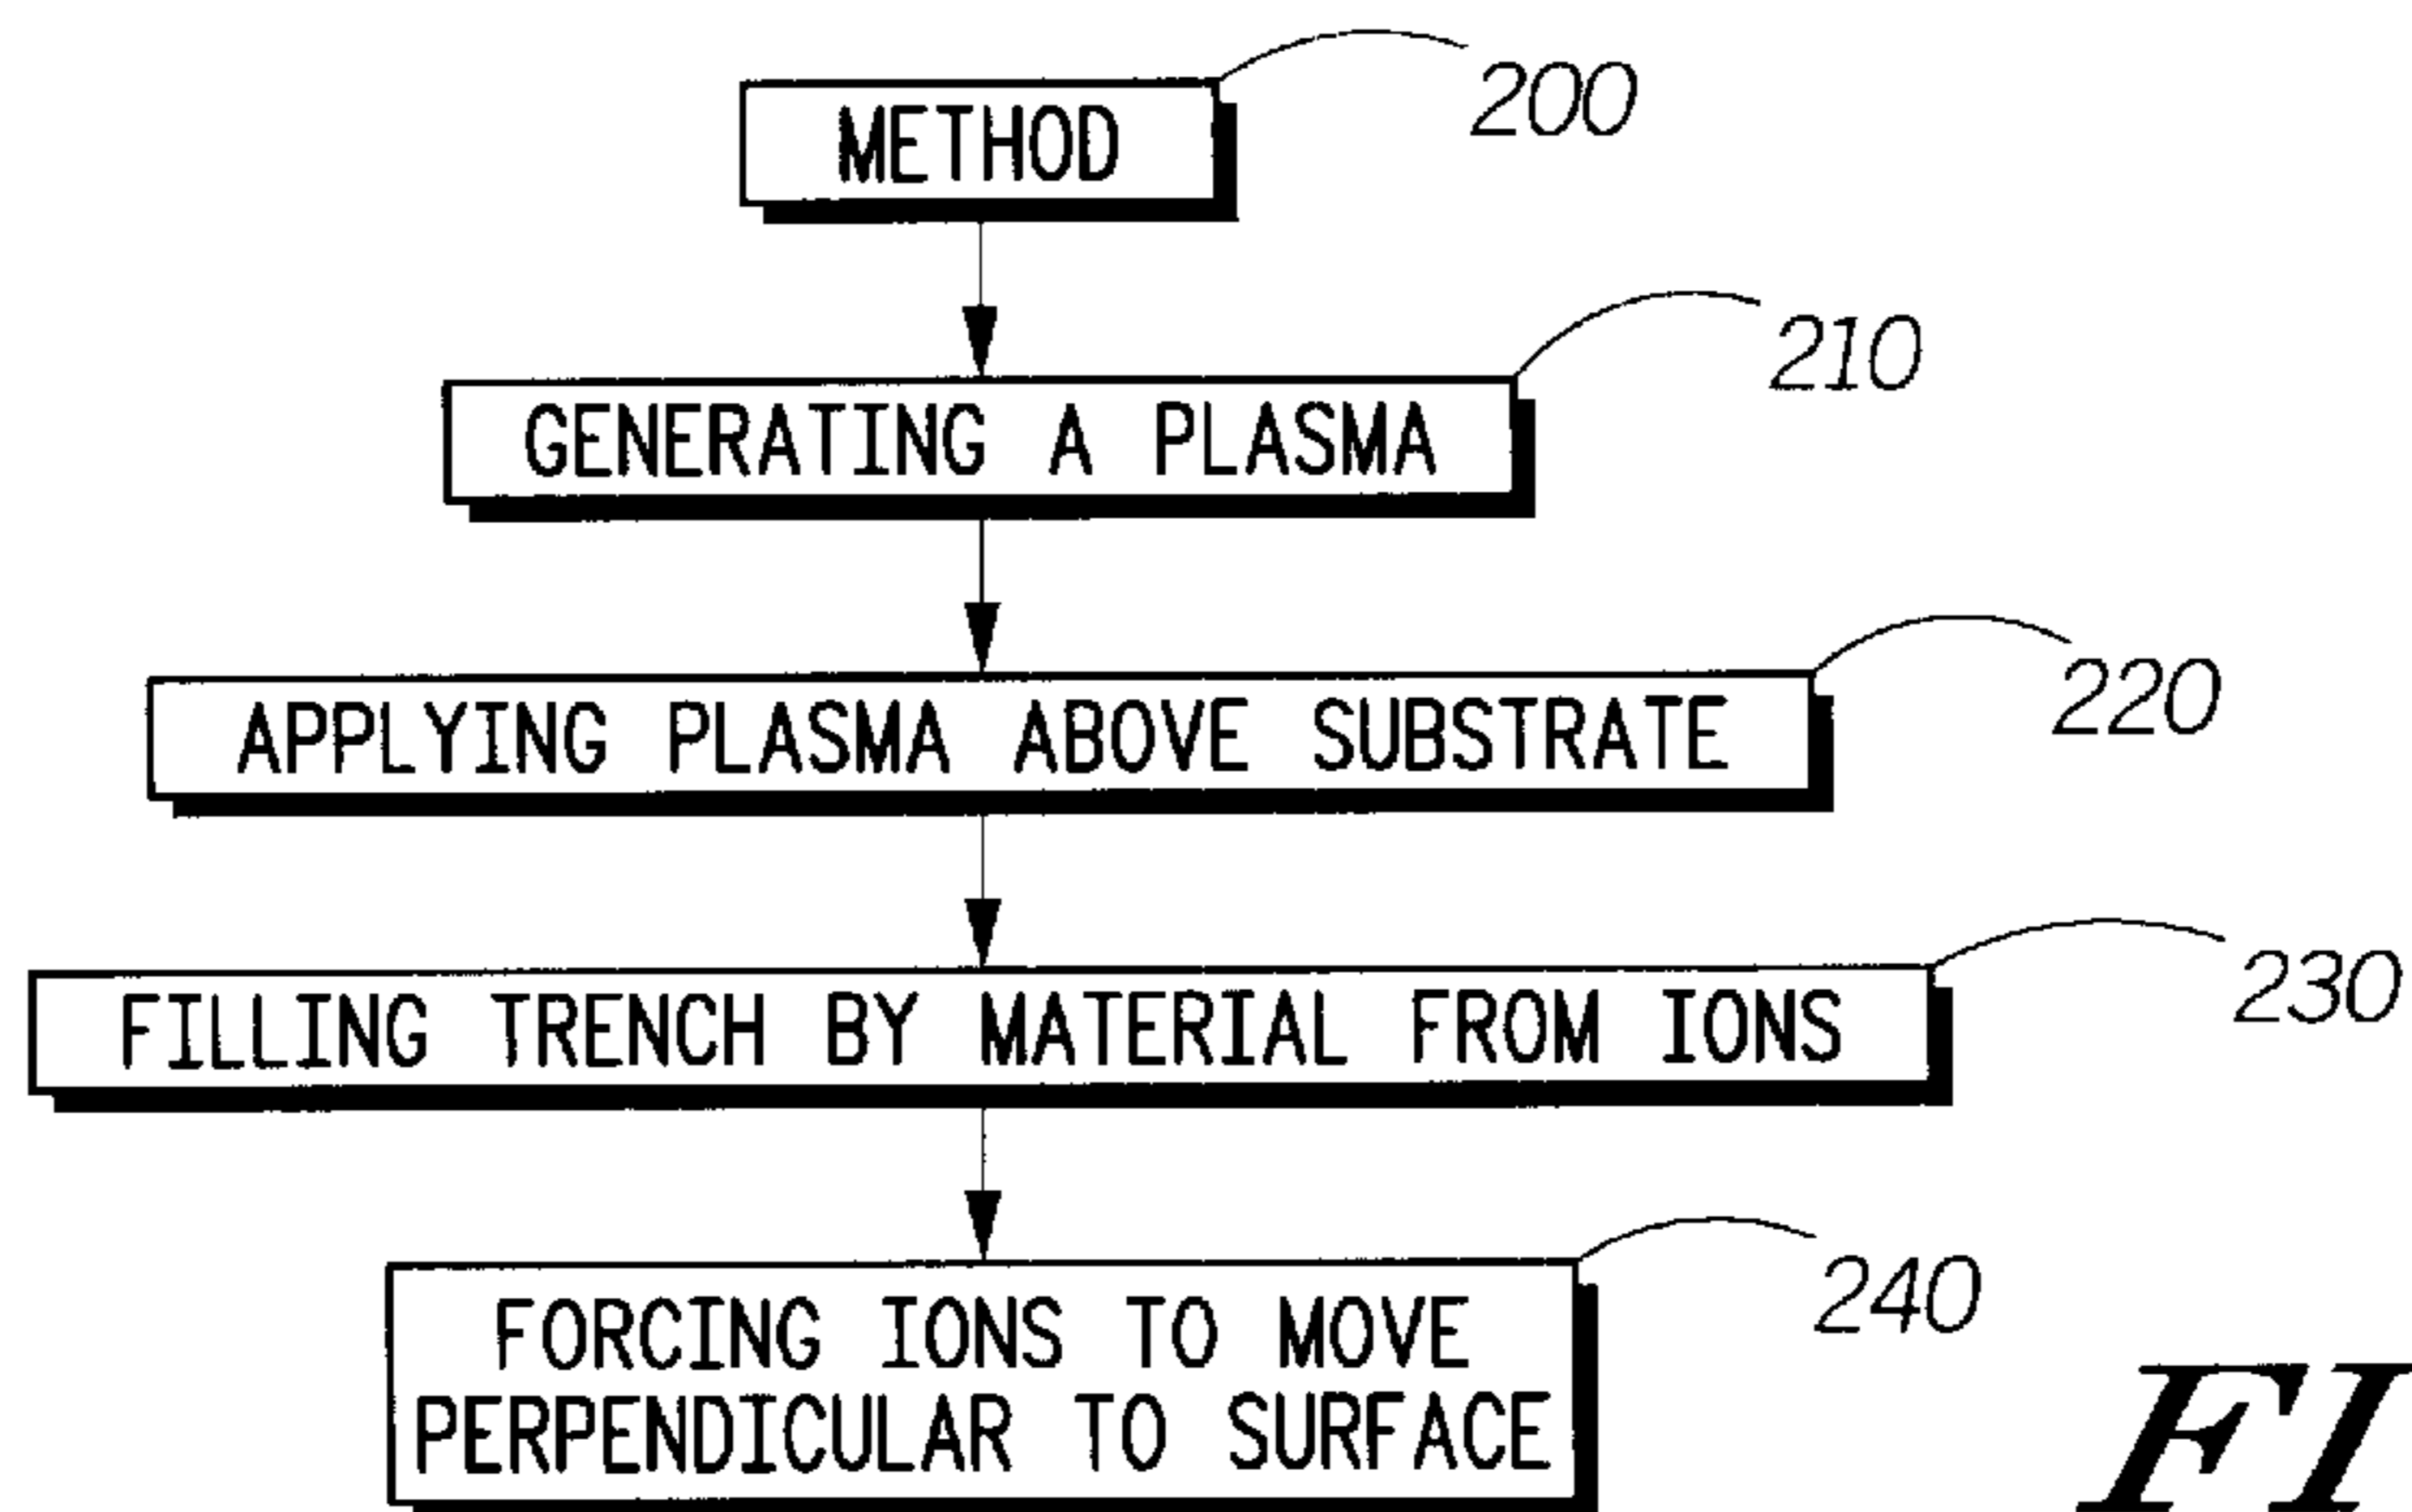 METHOD
200
GENERATING A PLASMA
210
APPLYING PLASMA ABOVE SUBSTRATE
220
FILLING TRENCH BY MATERIAL FROM IONS
230
FORCING IONS TO MOVE
PERPENDICULAR TO SURFACE
240
FI